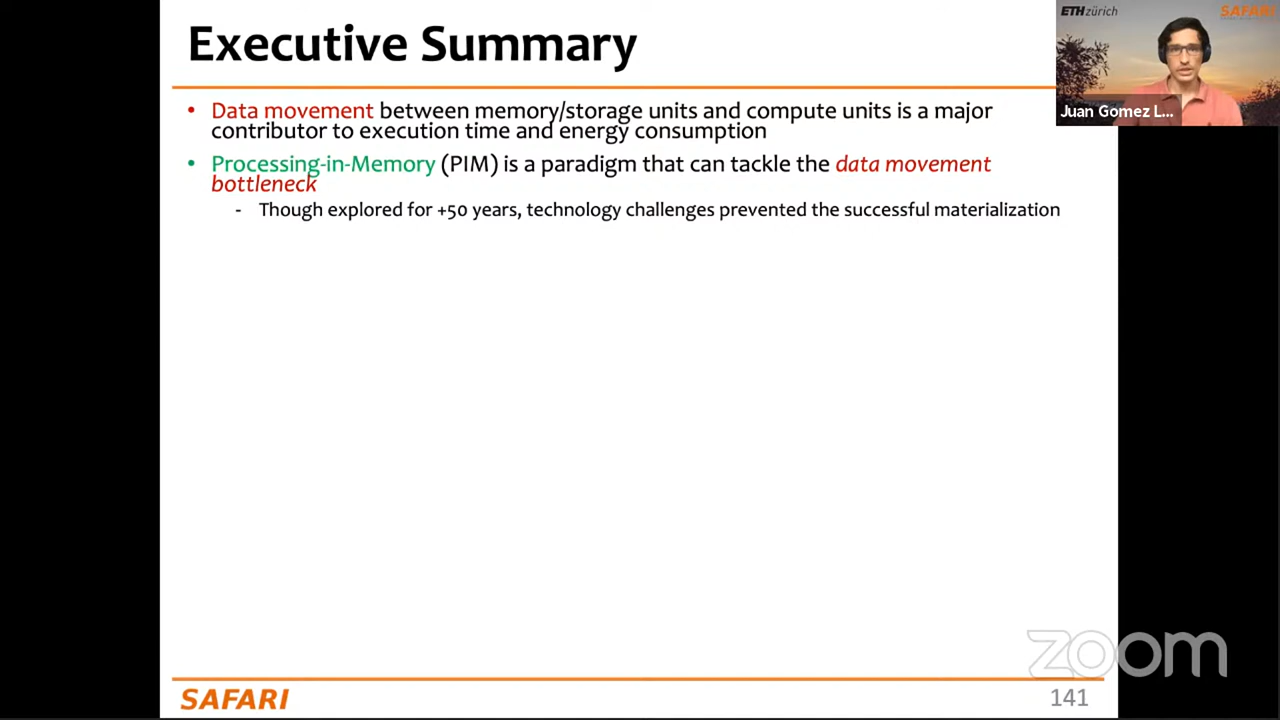 Executive Summary
• Data movement between memory/storage units and compute units is a major
contributor to execution time and energy consumption
• Processing-in-Memory (PIM) is a paradigm that can tackle the data movement
bottleneck
- Though explored for +50 years, technology challenges prevented the successful materialization
ETH zürich
SAFARI
Juan Gomez L...
zoom
SAFARI
141